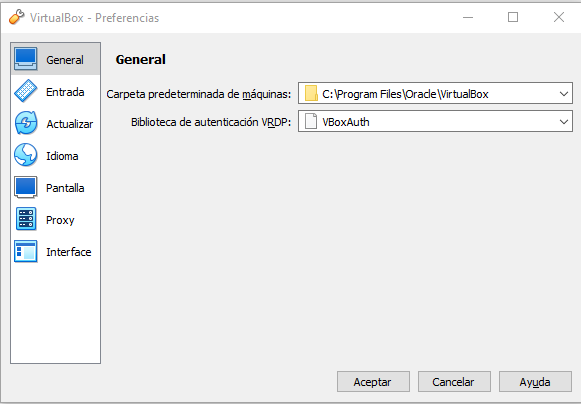 VirtualBox - Preferencias
General
Entrada
Actualizar
Idioma
Pantalla
Proxy
Interface
General
Carpeta predeterminada de máquinas: C:\Program Files\Oracle\VirtualBox
Biblioteca de autenticación VRDP: VBoxAuth
Aceptar Cancelar Ayuda